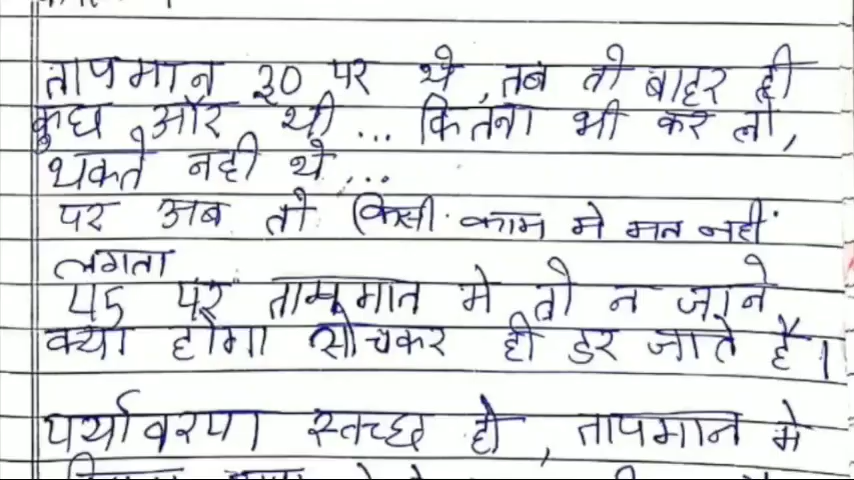 तापमान 30 पर थे, तब तो बाहर ही
कुछ और थी... कितना भी कर लो,
थकते नही थे...
पर अब तो किसी काम मे मन नहीं
लगता
45 पर तापमान मे तो न जाने
क्या होगा सोचकर ही डर जाते हैं।
पर्यावरण स्वच्छ हो, तापमान मे